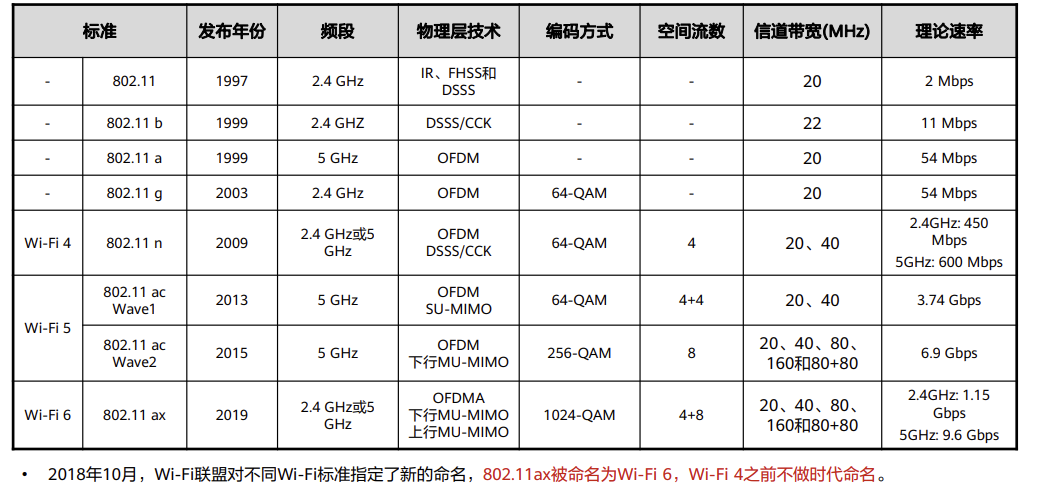 标准 发布年份 频段 物理层技术 编码方式 空间流数 信道带宽(MHz) 理论速率
- 802.11 1997 2.4 GHz IR、FHSS和 DSSS - - 20 2 Mbps
- 802.11 b 1999 2.4 GHZ DSSS/CCK - - 22 11 Mbps
- 802.11 a 1999 5 GHz OFDM - - 20 54 Mbps
- 802.11 g 2003 2.4 GHz OFDM 64-QAM - 20 54 Mbps
Wi-Fi 4 802.11 n 2009 2.4 GHz或5 GHz OFDM DSSS/CCK 64-QAM 4 20、40 2.4GHz: 450 Mbps 5GHz: 600 Mbps
Wi-Fi 5 802.11 ac Wave1 2013 5 GHz OFDM SU-MIMO 64-QAM 4+4 20、40 3.74 Gbps
802.11 ac Wave2 2015 5 GHz OFDM 下行MU-MIMO 256-QAM 8 20、40、80、 160和80+80 6.9 Gbps
Wi-Fi 6 802.11 ax 2019 2.4 GHz或5 GHz OFDMA 下行MU-MIMO 上行MU-MIMO 1024-QAM 4+8 20、40、80、 160和80+80 2.4GHz: 1.15 Gbps 5GHz: 9.6 Gbps
• 2018年10月，Wi-Fi联盟对不同Wi-Fi标准指定了新的命名，802.11ax被命名为Wi-Fi 6，Wi-Fi 4之前不做时代命名。